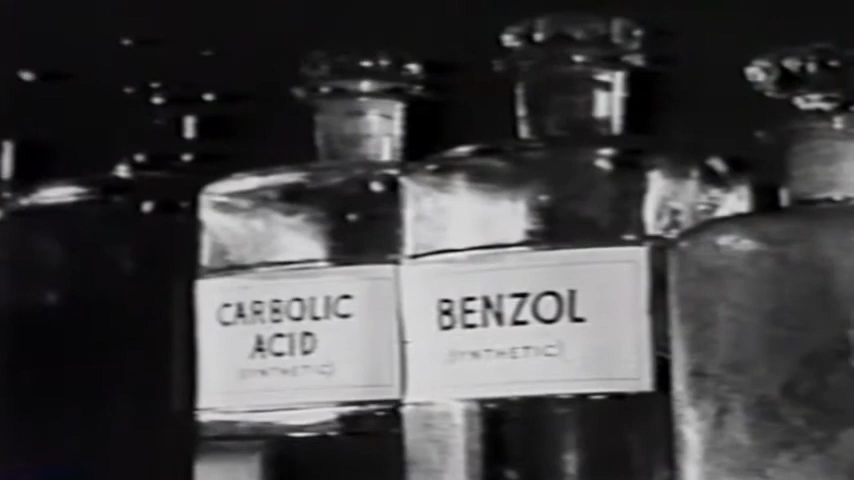 CARBOLIC
ACID
(SYNTHETIC)
BENZOL
(SYNTHETIC)